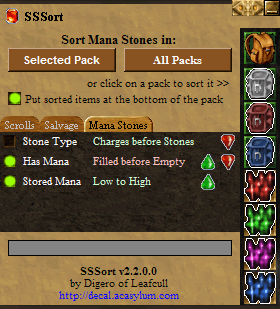 SSSort
Sort Mana Stones in:
Selected Pack
All Packs
or click on a pack to sort it >>
Put sorted items at the bottom of the pack
Scrolls Salvage Mana Stones
Stone Type Charges before Stones
Has Mana Filled before Empty
Stored Mana Low to High
SSSort v2.2.0.0
by Digero of Leafcull
http://decal.acasylum.com